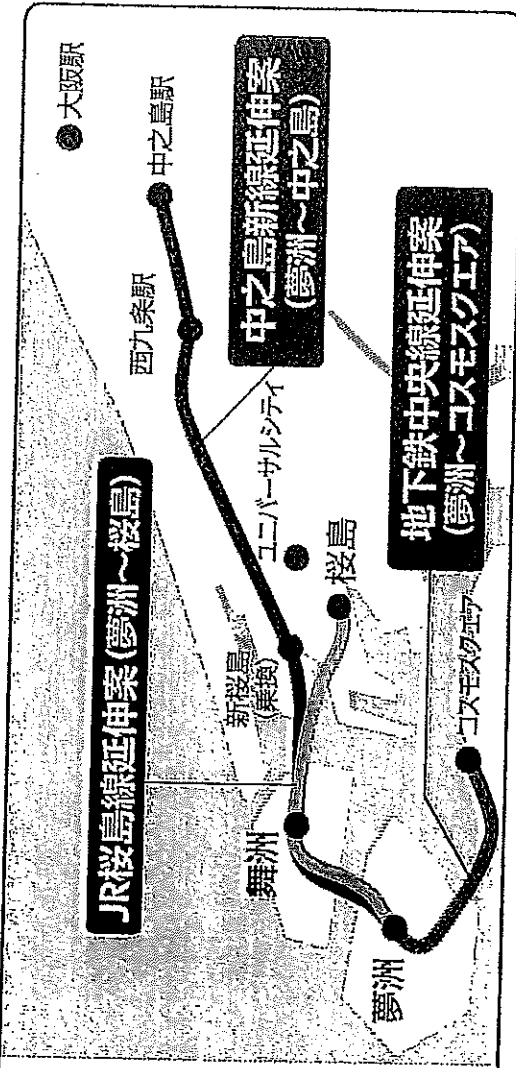 大阪駅
中之島駅
西九条駅
中之島新線延伸案
(夢洲～中之島)
JR桜島線延伸案(夢洲～桜島)
ユニバーサルシティ
桜島
新桜島
(乗換)
舞洲
夢洲
地下鉄中央線延伸案
(夢洲～コスモスクエア)
コスモスクエア